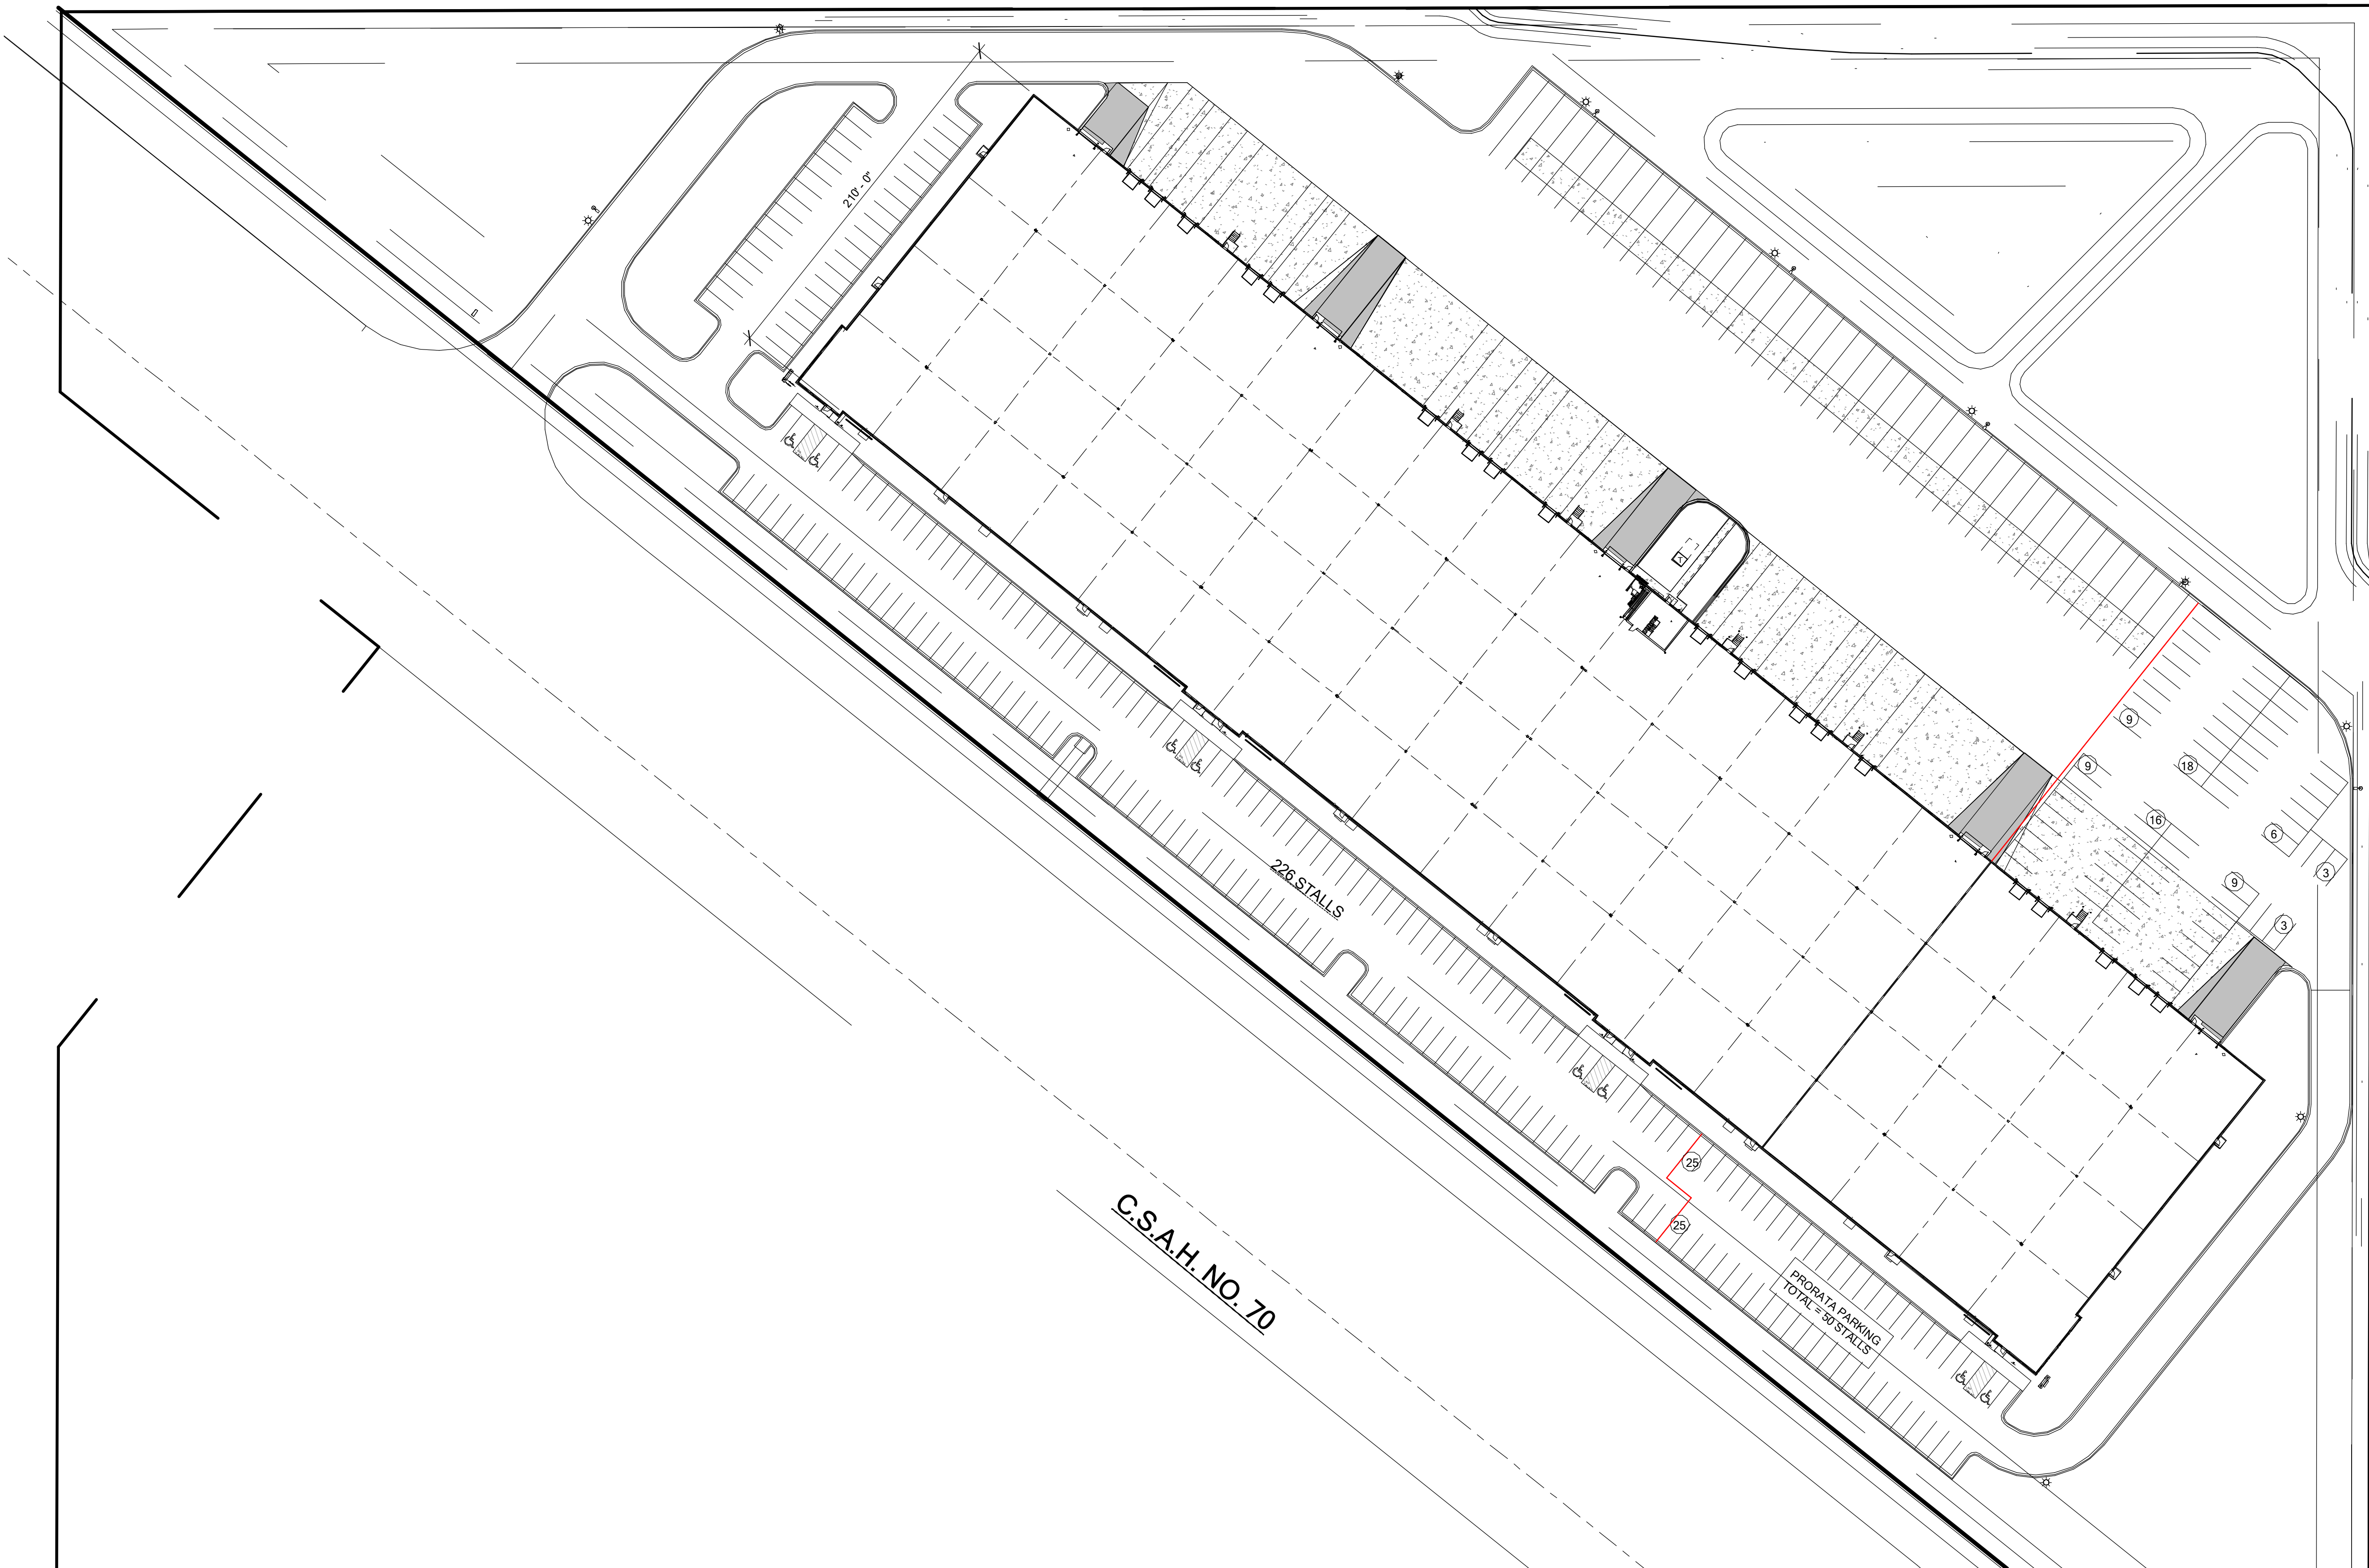 210' - 0"
9
9
18
16
6
9
3
3
226 STALLS
25
25
C.S.A.H. NO. 70
PRORATA PARKING
TOTAL = 50 STALLS